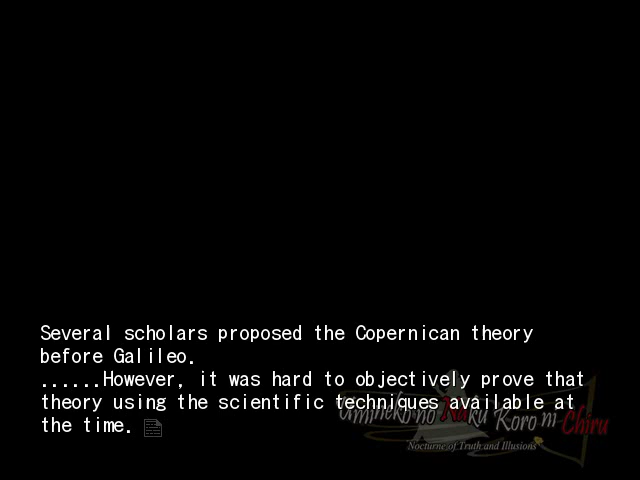 Several scholars proposed the Copernican theory
before Galileo.
......However, it was hard to objectively prove that
theory using the scientific techniques available at
the time.
Umineko no Naku Koro ni Chiru
Nocturne of Truth and Illusions